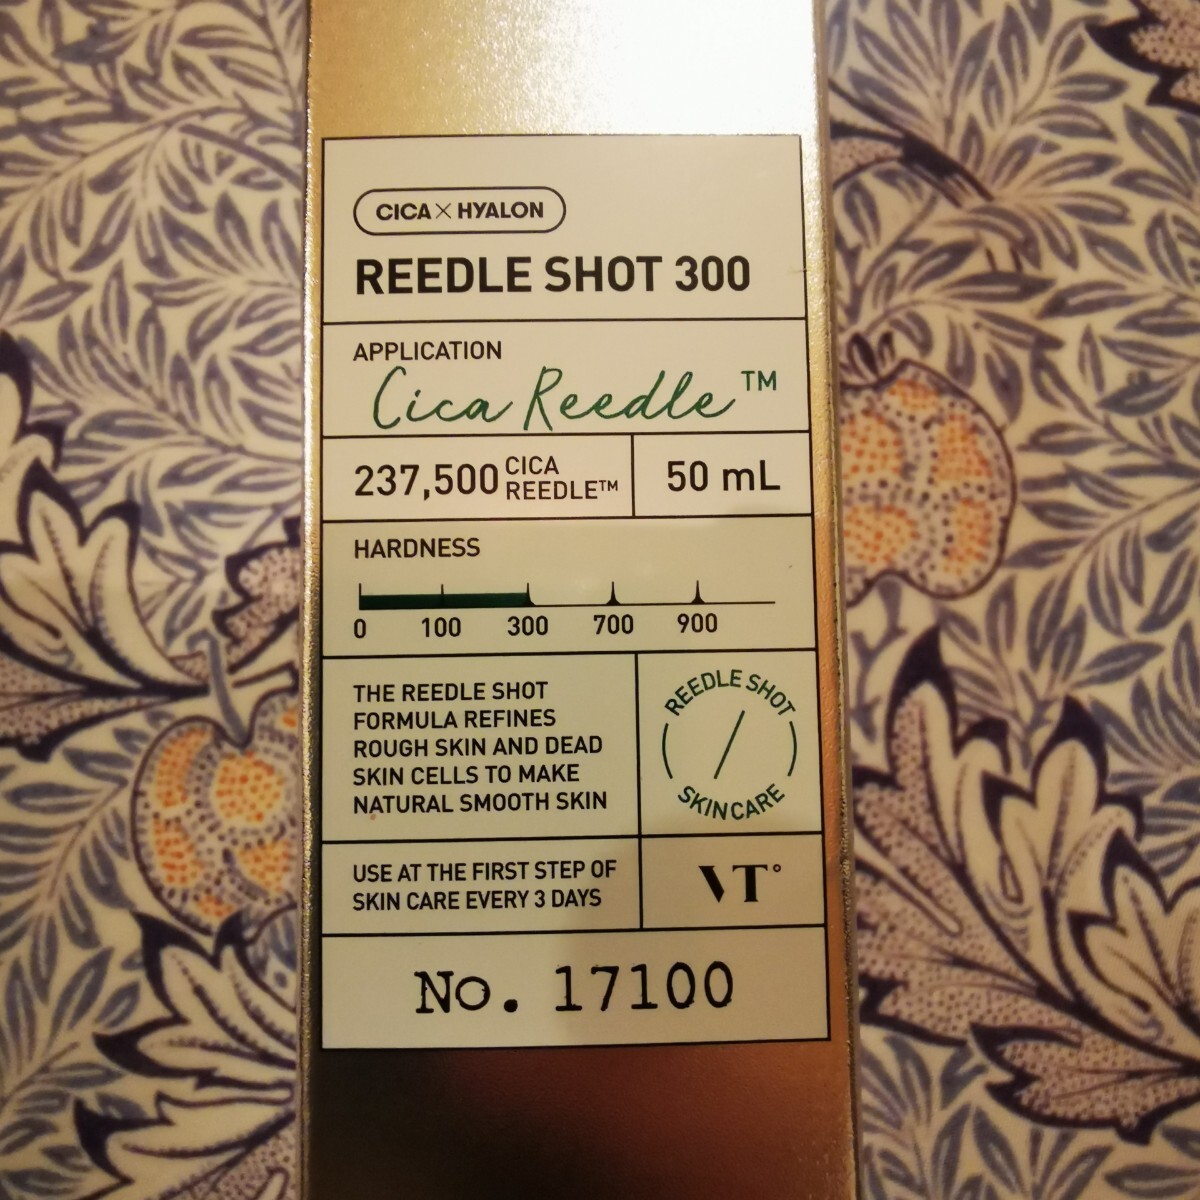 CICA×HYALON
REEDLE SHOT 300
APPLICATION
Cica Reedle™
237,500 CICA REEDLE™
50 mL
HARDNESS
0 100 300 700 900
THE REEDLE SHOT
FORMULA REFINES
ROUGH SKIN AND DEAD
SKIN CELLS TO MAKE
NATURAL SMOOTH SKIN
REEDLE SHOT
SKINCARE
USE AT THE FIRST STEP OF
SKIN CARE EVERY 3 DAYS
VT°
No. 17100